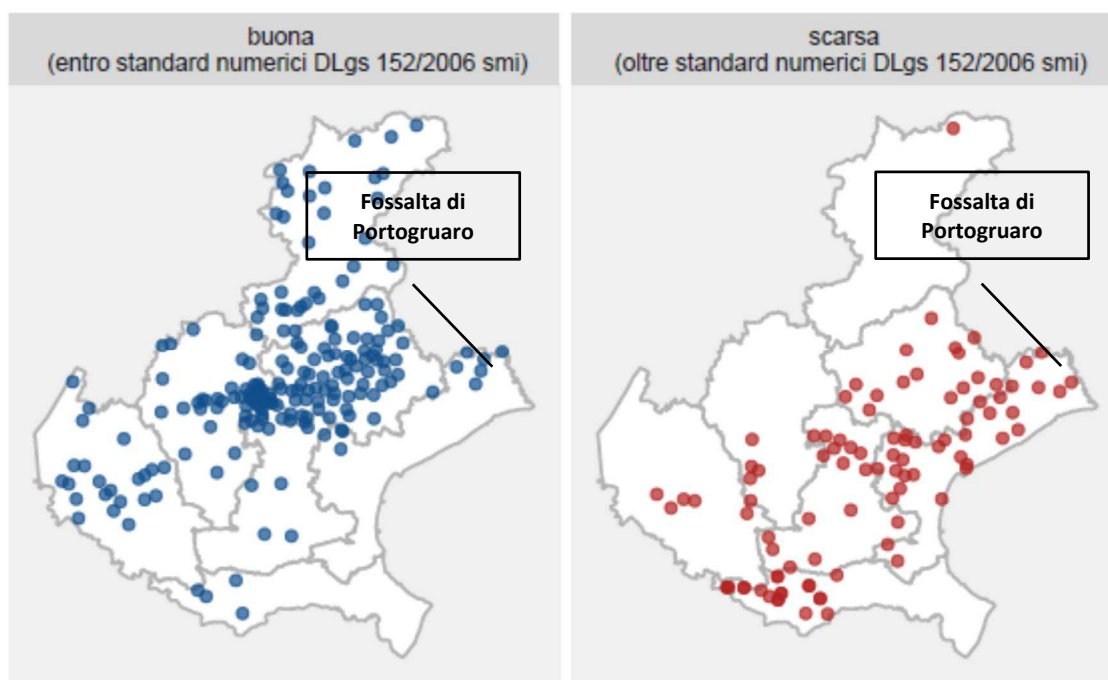 buona
(entro standard numerici DLgs 152/2006 smi)
scarsa
(oltre standard numerici DLgs 152/2006 smi)
Fossalta di
Portogruaro
Fossalta di
Portogruaro